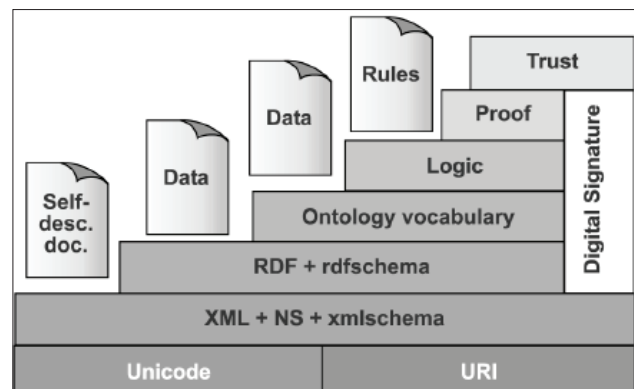 Rules
Trust
Data
Proof
Data
Logic
Self-
desc.
doc.
Ontology vocabulary
Digital Signature
RDF + rdfschema
XML + NS + xmlschema
Unicode
URI